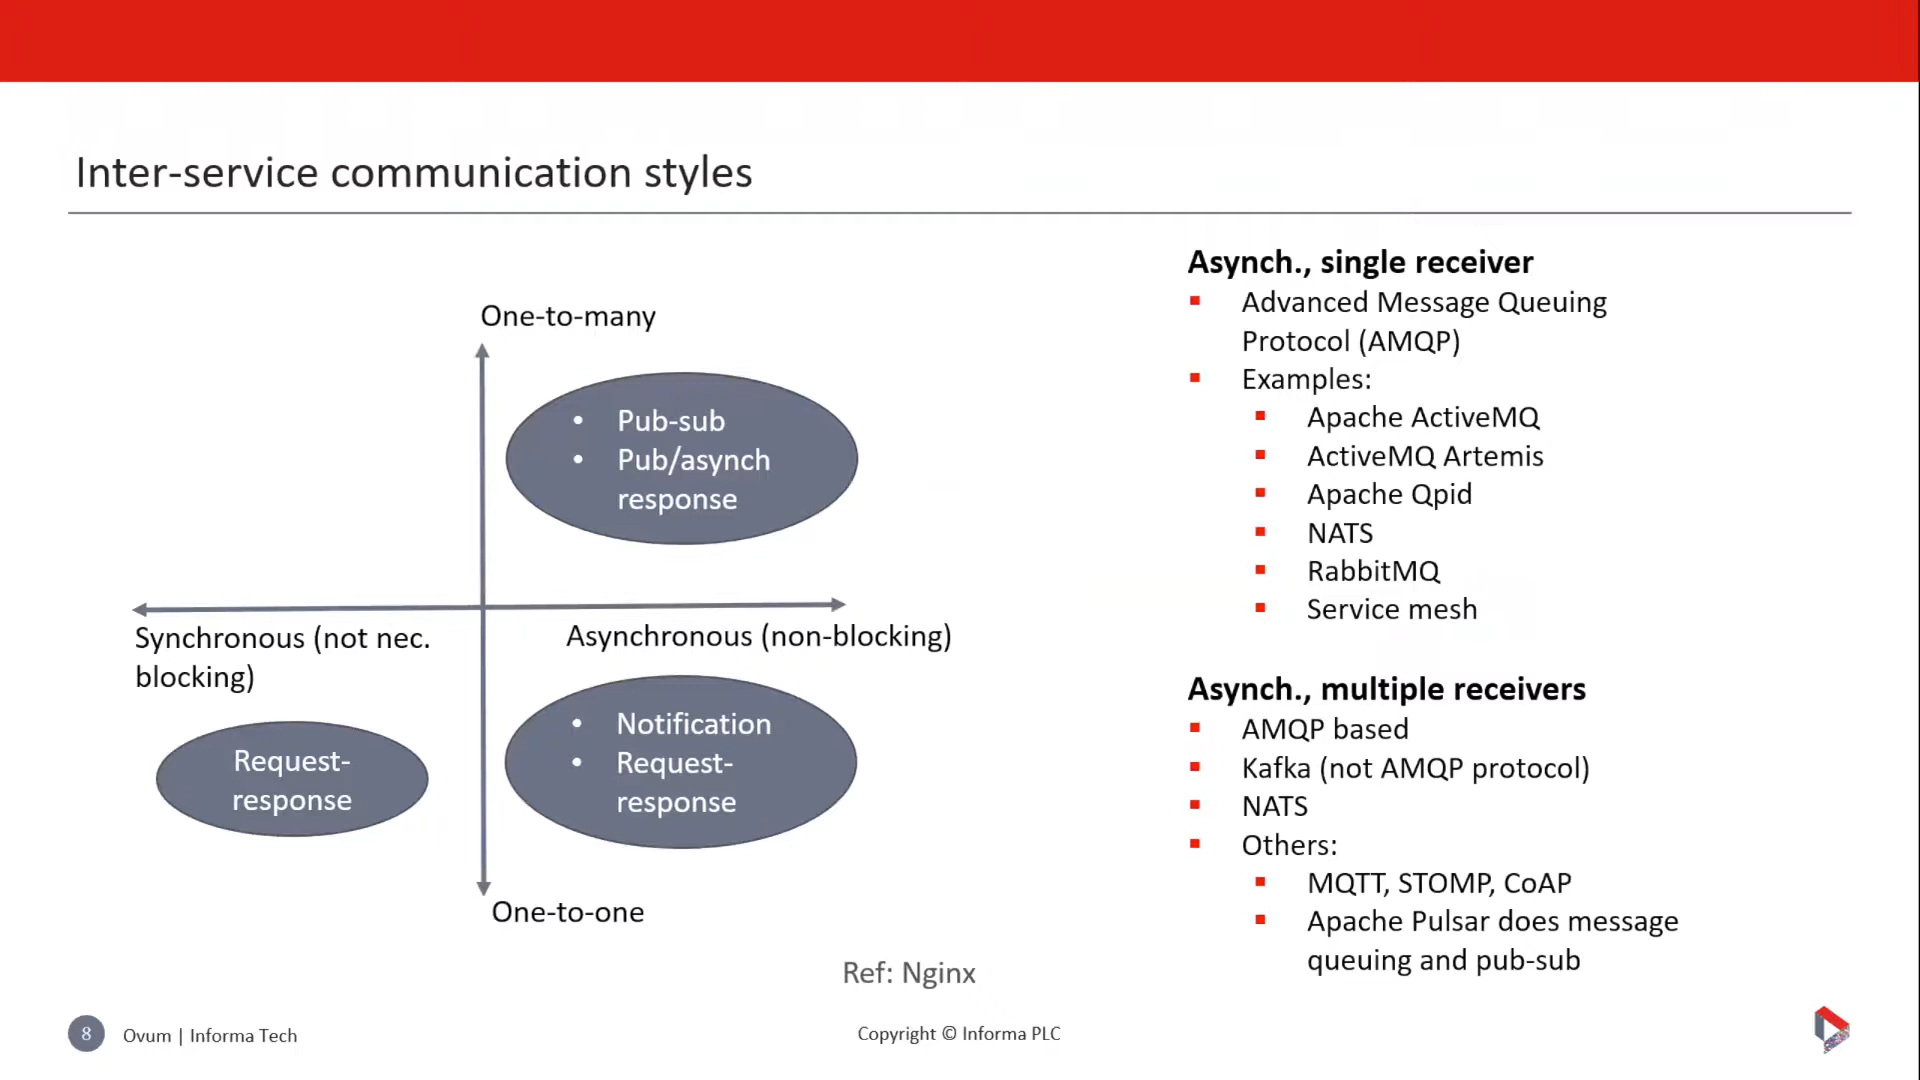 Inter-service communication styles
One-to-many
• Pub-sub
• Pub/asynch
response
Synchronous (not nec.
blocking)
Asynchronous (non-blocking)
Request-
response
• Notification
• Request-
response
One-to-one
Ref: Nginx
Asynch., single receiver
▪ Advanced Message Queuing
Protocol (AMQP)
▪ Examples:
▪ Apache ActiveMQ
▪ ActiveMQ Artemis
▪ Apache Qpid
▪ NATS
▪ RabbitMQ
▪ Service mesh
Asynch., multiple receivers
▪ AMQP based
▪ Kafka (not AMQP protocol)
▪ NATS
▪ Others:
▪ MQTT, STOMP, CoAP
▪ Apache Pulsar does message
queuing and pub-sub
8
Ovum | Informa Tech
Copyright © Informa PLC